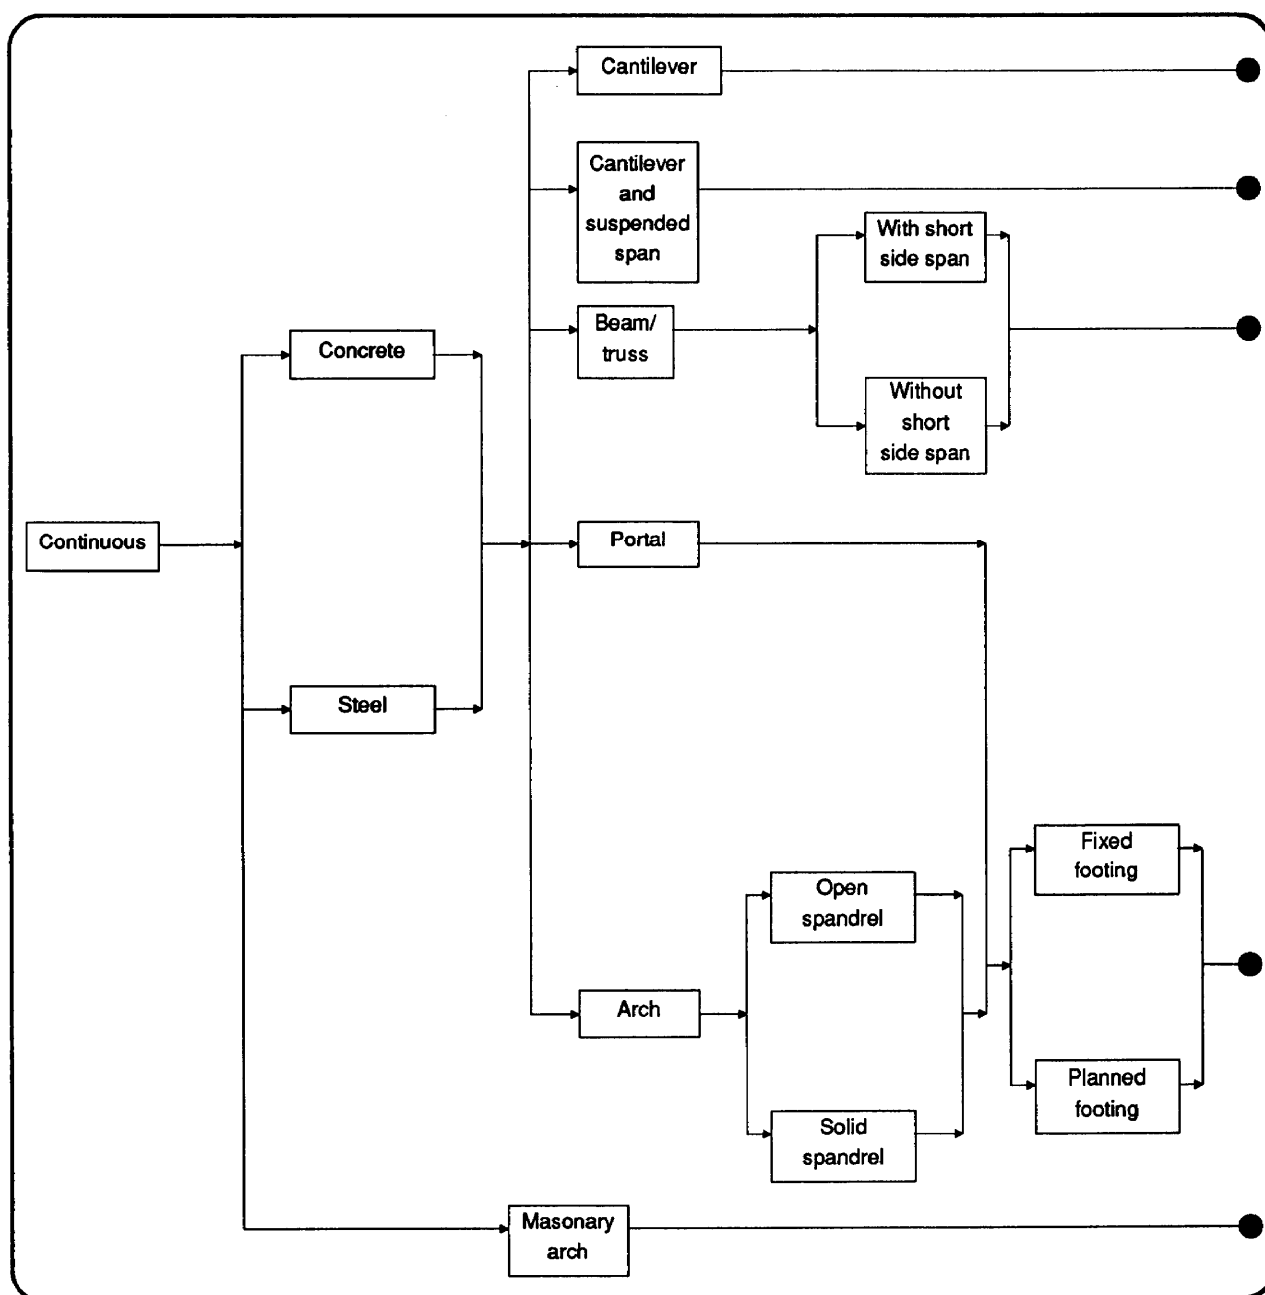 Cantilever
Cantilever
and
suspended
span
With short
side span
Beam/
truss
Concrete
Without
short
side span
Continuous
Portal
Steel
Fixed
footing
Open
spandrel
Arch
Planned
footing
Solid
spandrel
Masonary
arch